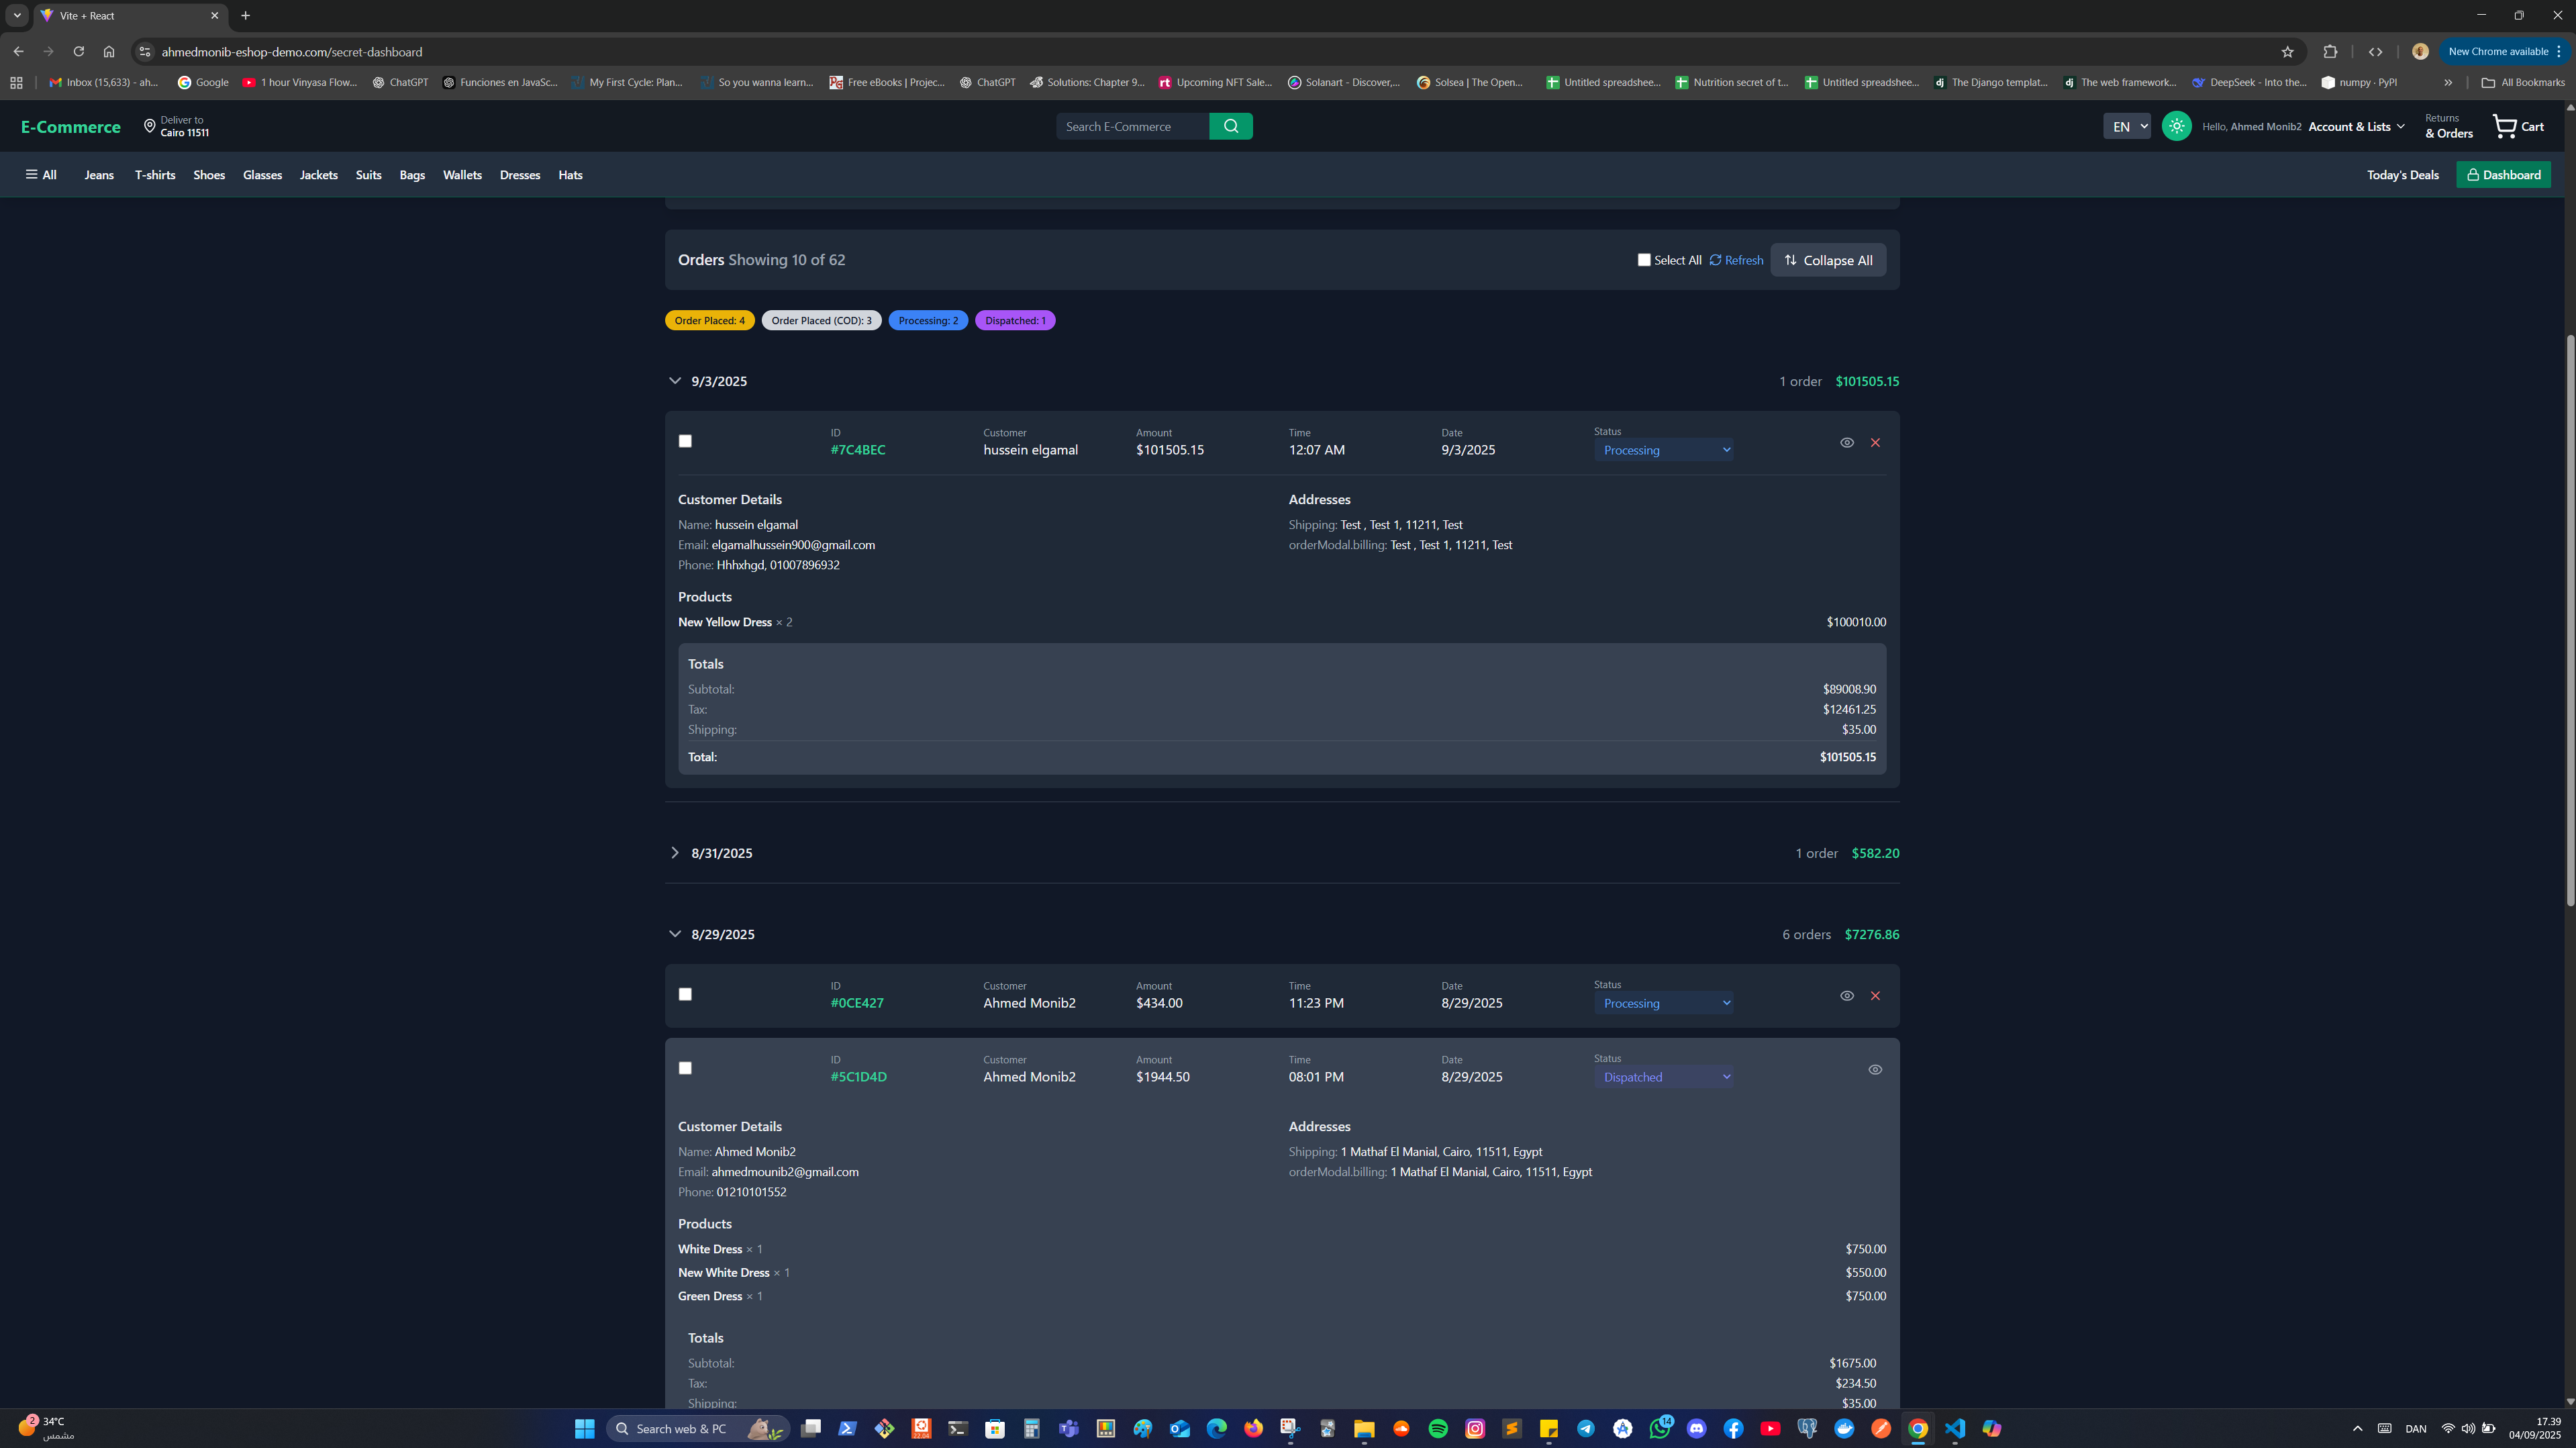 Vite + React
ahmedmonib-eshop-demo.com/secret-dashboard
New Chrome available
Inbox (15,633) - ah...
Google
1 hour Vinyasa Flow...
ChatGPT
Funciones en JavaSc...
My First Cycle: Plan...
So you wanna learn...
Free eBooks | Projec...
ChatGPT
Solutions: Chapter 9...
Upcoming NFT Sale...
Solanart - Discover,...
Solsea | The Open...
Untitled spreadshee...
Nutrition secret of t...
Untitled spreadshee...
The Django templat...
The web framework...
DeepSeek - Into the...
numpy · PyPI
All Bookmarks
E-Commerce
Deliver to
Cairo 11511
Search E-Commerce
EN
Hello, Ahmed Monib2 Account & Lists
Returns
& Orders
Cart
All Jeans T-shirts Shoes Glasses Jackets Suits Bags Wallets Dresses Hats Today's Deals Dashboard
Orders Showing 10 of 62 Select All Refresh Collapse All
Order Placed: 4 Order Placed (COD): 3 Processing: 2 Dispatched: 1
9/3/2025 1 order $101505.15
ID Customer Amount Time Date Status
#7C4BEC hussein elgamal $101505.15 12:07 AM 9/3/2025 Processing
Customer Details Addresses
Name: hussein elgamal Shipping: Test , Test 1, 11211, Test
Email: elgamalhussein900@gmail.com orderModal.billing: Test , Test 1, 11211, Test
Phone: Hhhxhgd, 01007896932
Products
New Yellow Dress × 2 $100010.00
Totals
Subtotal: $89008.90
Tax: $12461.25
Shipping: $35.00
Total: $101505.15
8/31/2025 1 order $582.20
8/29/2025 6 orders $7276.86
ID Customer Amount Time Date Status
#0CE427 Ahmed Monib2 $434.00 11:23 PM 8/29/2025 Processing
ID Customer Amount Time Date Status
#5C1D4D Ahmed Monib2 $1944.50 08:01 PM 8/29/2025 Dispatched
Customer Details Addresses
Name: Ahmed Monib2 Shipping: 1 Mathaf El Manial, Cairo, 11511, Egypt
Email: ahmedmounib2@gmail.com orderModal.billing: 1 Mathaf El Manial, Cairo, 11511, Egypt
Phone: 01210101552
Products
White Dress × 1 $750.00
New White Dress × 1 $550.00
Green Dress × 1 $750.00
Totals
Subtotal: $1675.00
Tax: $234.50
Shipping: $35.00
2
34°C
مشمس
Search web & PC
22.04
14
DAN
17.39
04/09/2025